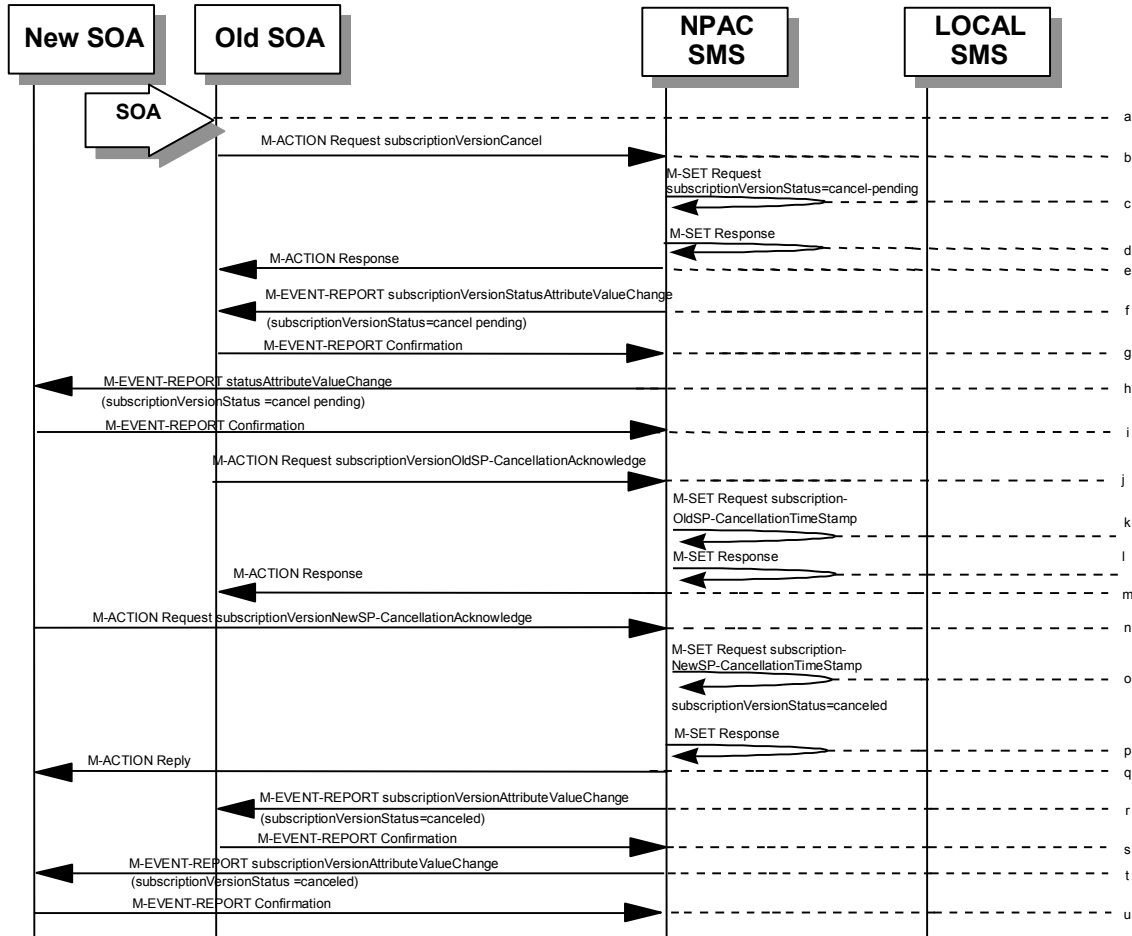 New SOA
Old SOA
NPAC
SMS
LOCAL
SMS
SOA
a
M-ACTION Request subscriptionVersionCancel
b
M-SET Request
subscriptionVersionStatus=cancel-pending
c
M-SET Response
d
M-ACTION Response
e
M-EVENT-REPORT subscriptionVersionStatusAttributeValueChange
(subscriptionVersionStatus=cancel pending)
f
M-EVENT-REPORT Confirmation
g
M-EVENT-REPORT statusAttributeValueChange
(subscriptionVersionStatus =cancel pending)
h
M-EVENT-REPORT Confirmation
i
M-ACTION Request subscriptionVersionOldSP-CancellationAcknowledge
j
M-SET Request subscription-
OldSP-CancellationTimeStamp
k
M-SET Response
l
M-ACTION Response
m
M-ACTION Request subscriptionVersionNewSP-CancellationAcknowledge
n
M-SET Request subscription-
NewSP-CancellationTimeStamp
o
subscriptionVersionStatus=canceled
M-SET Response
p
M-ACTION Reply
q
M-EVENT-REPORT subscriptionVersionAttributeValueChange
(subscriptionVersionStatus=canceled)
r
M-EVENT-REPORT Confirmation
s
M-EVENT-REPORT subscriptionVersionAttributeValueChange
(subscriptionVersionStatus =canceled)
t
M-EVENT-REPORT Confirmation
u